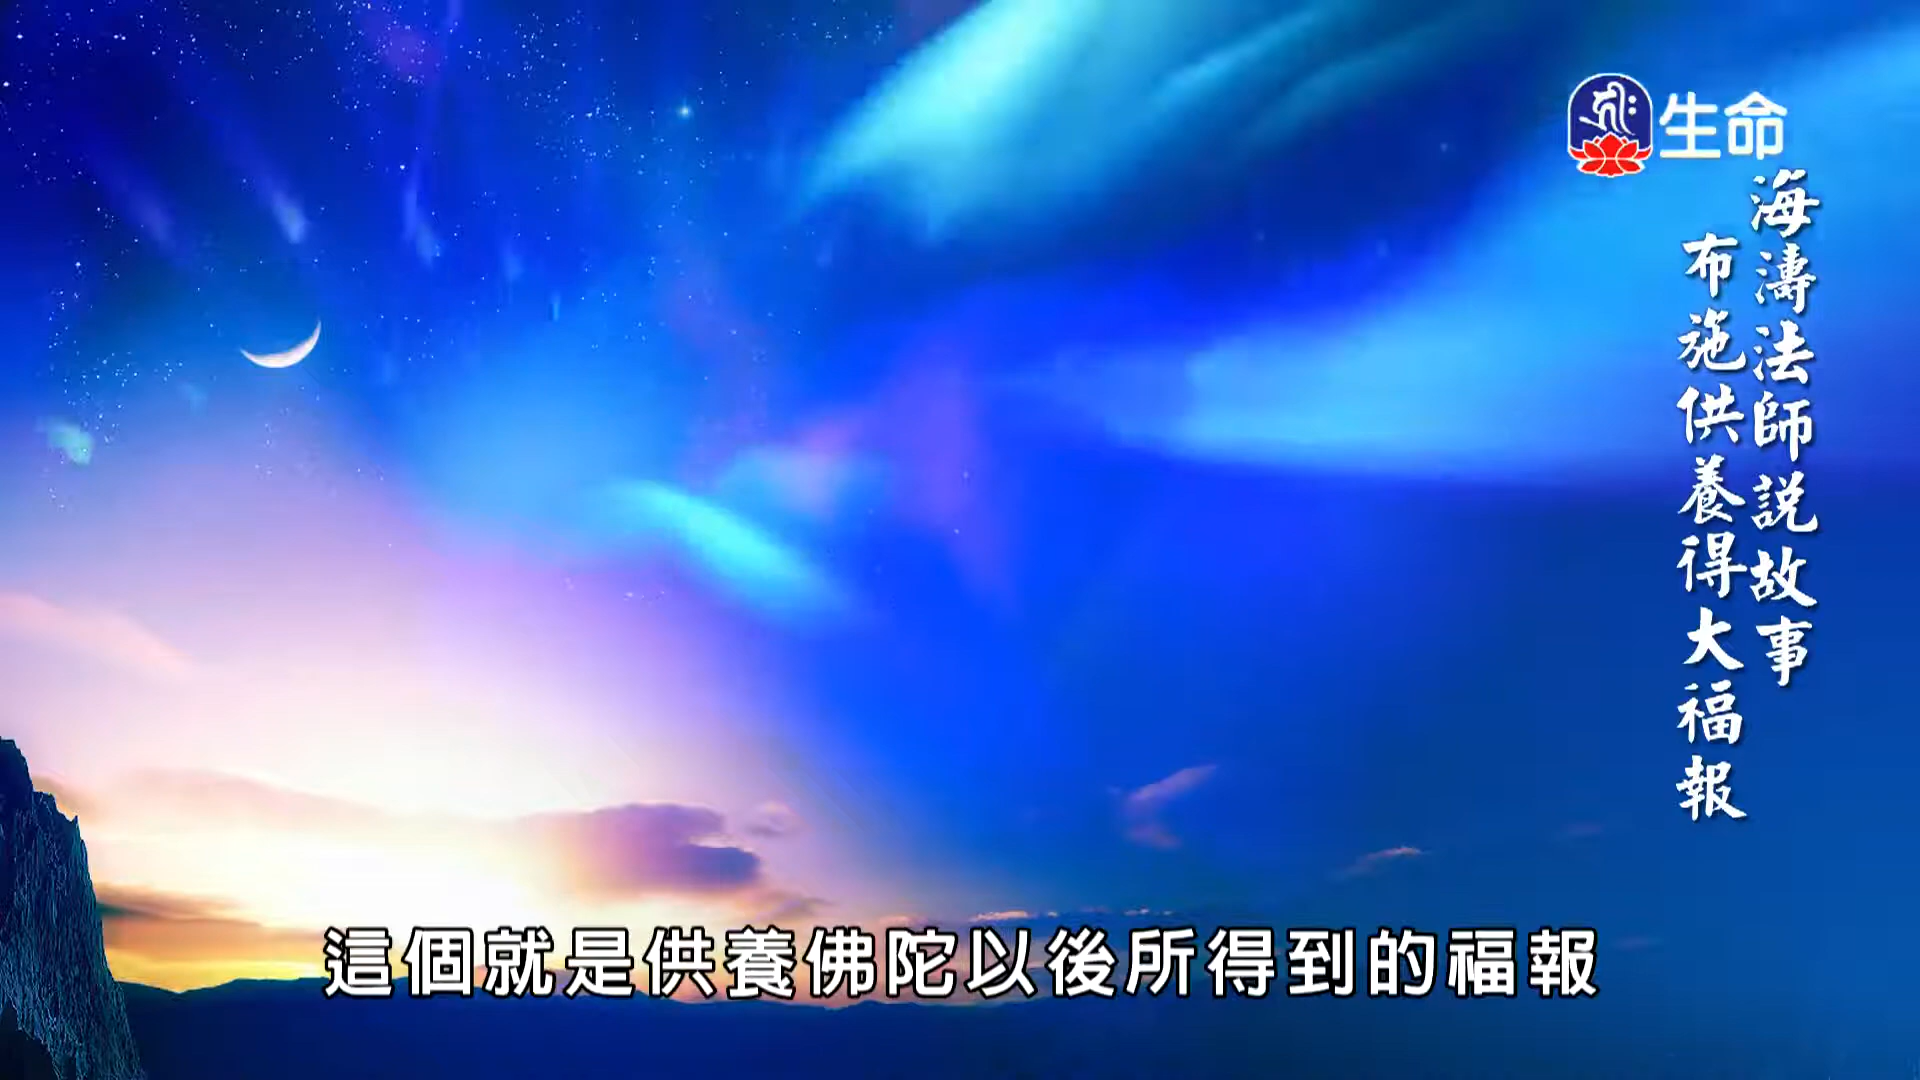 生命
海濤法師說故事
布施供養得大福報
這個就是供養佛陀以後所得到的福報